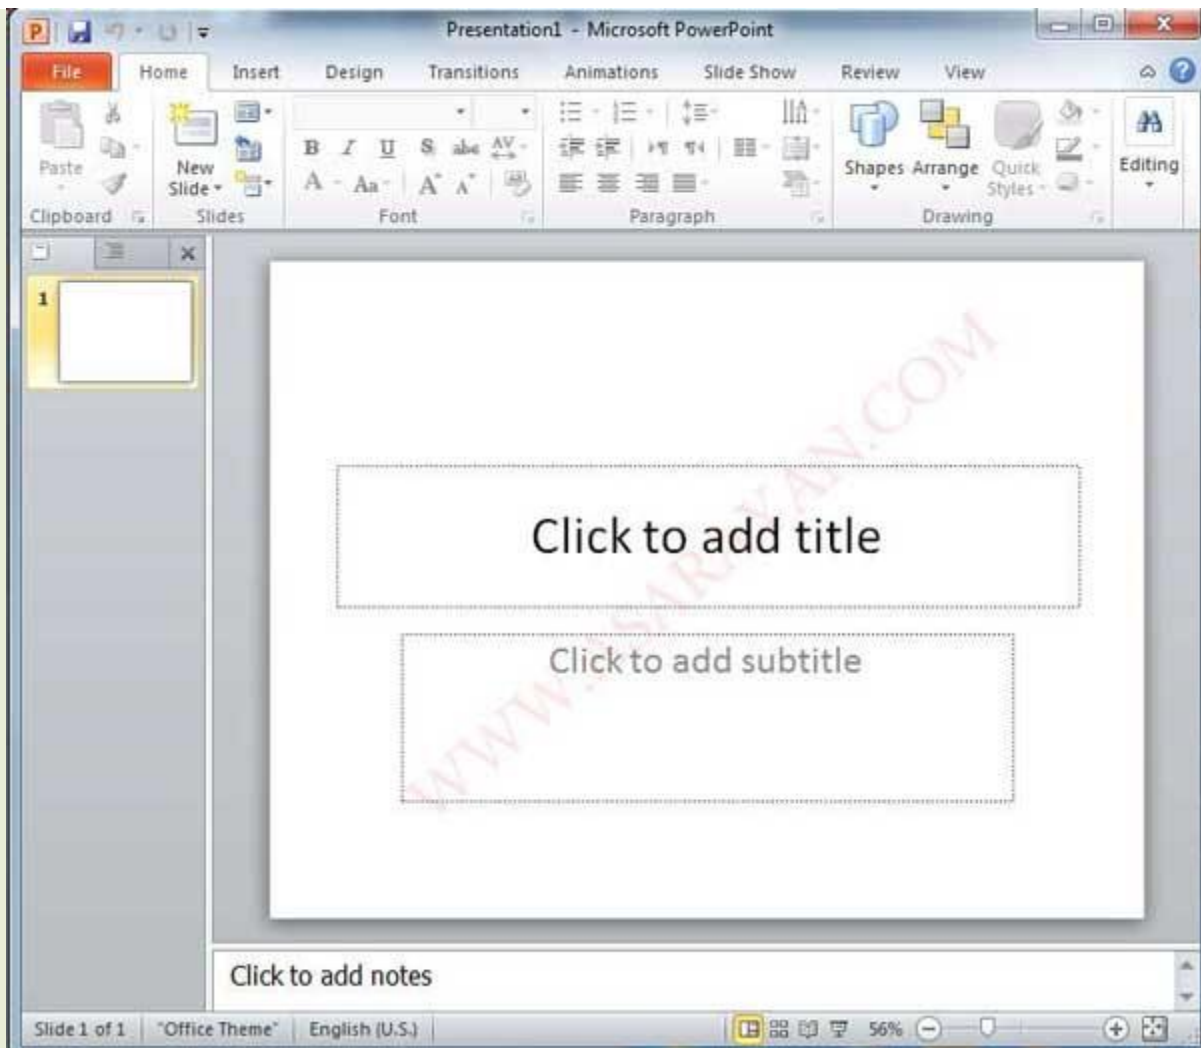 Presentation1 - Microsoft PowerPoint
File Home Insert Design Transitions Animations Slide Show Review View
Paste
New Slide
B I U S abc AV
A Aa A A
Shapes Arrange Quick Styles
Editing
Clipboard Slides Font Paragraph Drawing
1
Click to add title
Click to add subtitle
Click to add notes
Slide 1 of 1 "Office Theme" English (U.S.) 56%